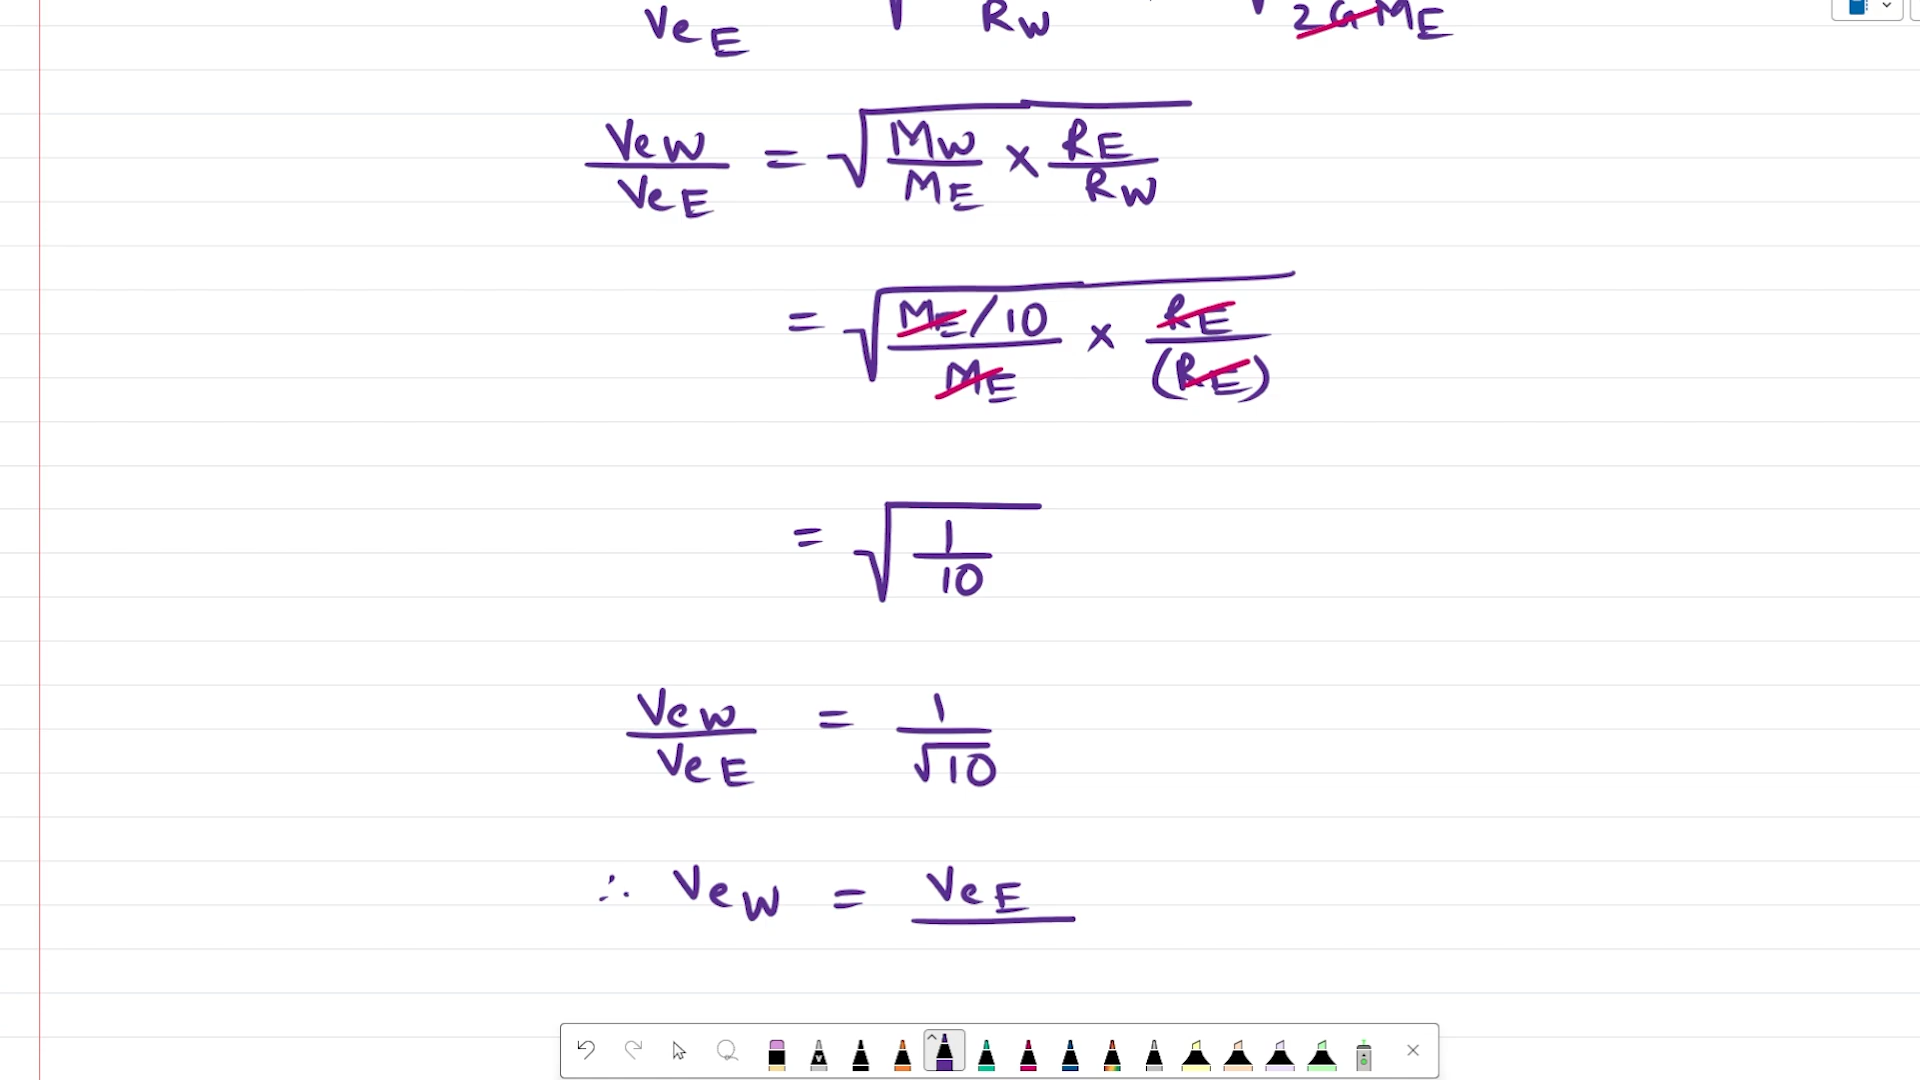 VeE RW 2GME
VeW/VeE = √(MW/ME × RE/RW)
= √((ME/10)/ME × RE/(RE))
= √(1/10)
VeW/VeE = 1/√10
∴ VeW = VeE